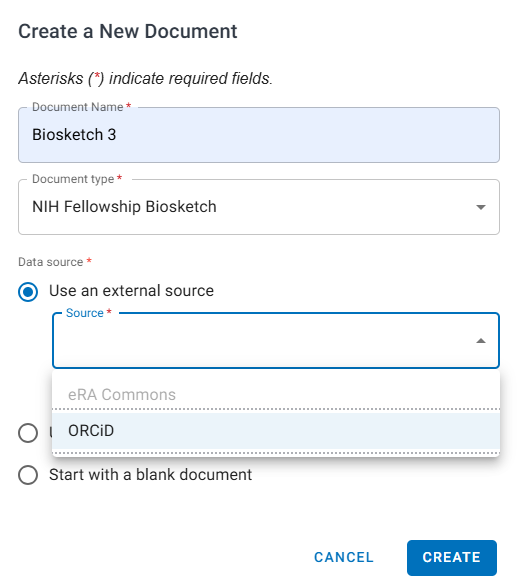 Create a New Document
Asterisks (*) indicate required fields.
Document Name *
Biosketch 3
Document type *
NIH Fellowship Biosketch
Data source *
Use an external source
Source *
eRA Commons
ORCiD
Start with a blank document
CANCEL
CREATE